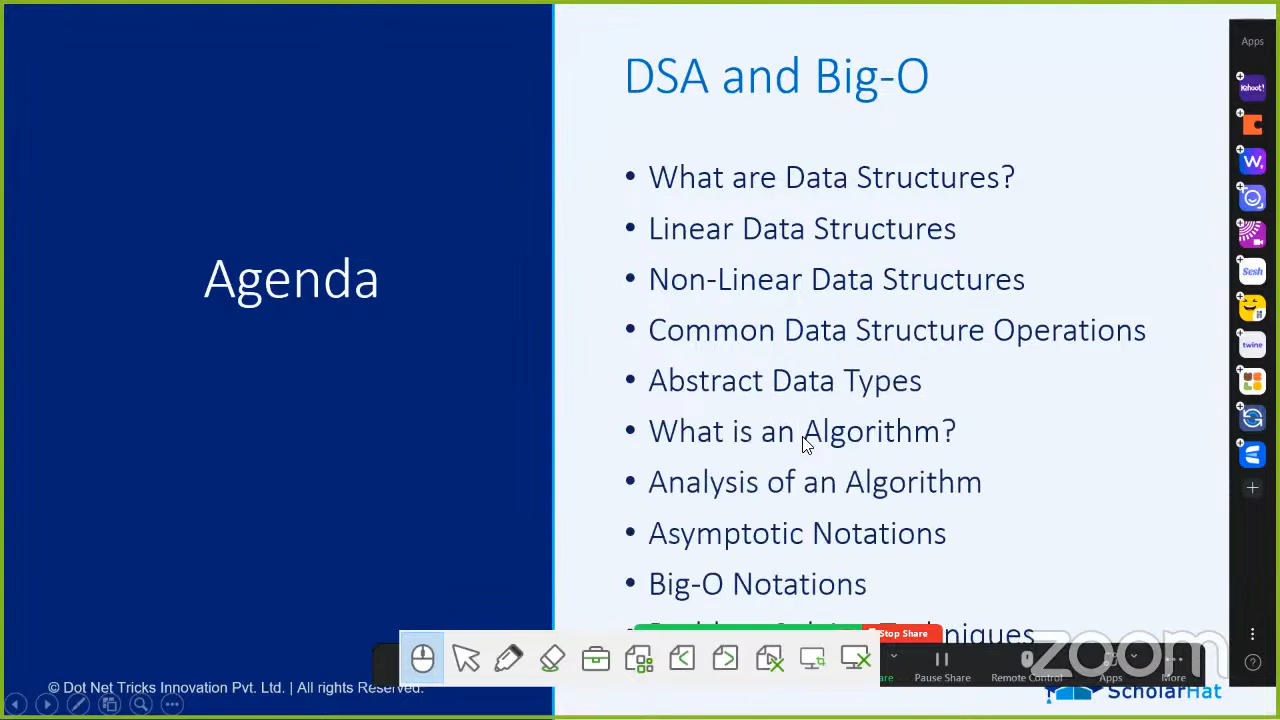 DSA and Big-O
Apps
Kahoot!
• What are Data Structures?
W,
• Linear Data Structures
Agenda
• Non-Linear Data Structures
Sesh
• Common Data Structure Operations
twine
• Abstract Data Types
• What is an Algorithm?
• Analysis of an Algorithm
• Asymptotic Notations
• Big-O Notations
Stop Share
zoom
Pause Share
Remote Control
Apps
More
© Dot Net Tricks Innovation Pvt. Ltd. | All rights Reserved.
ScholarHat